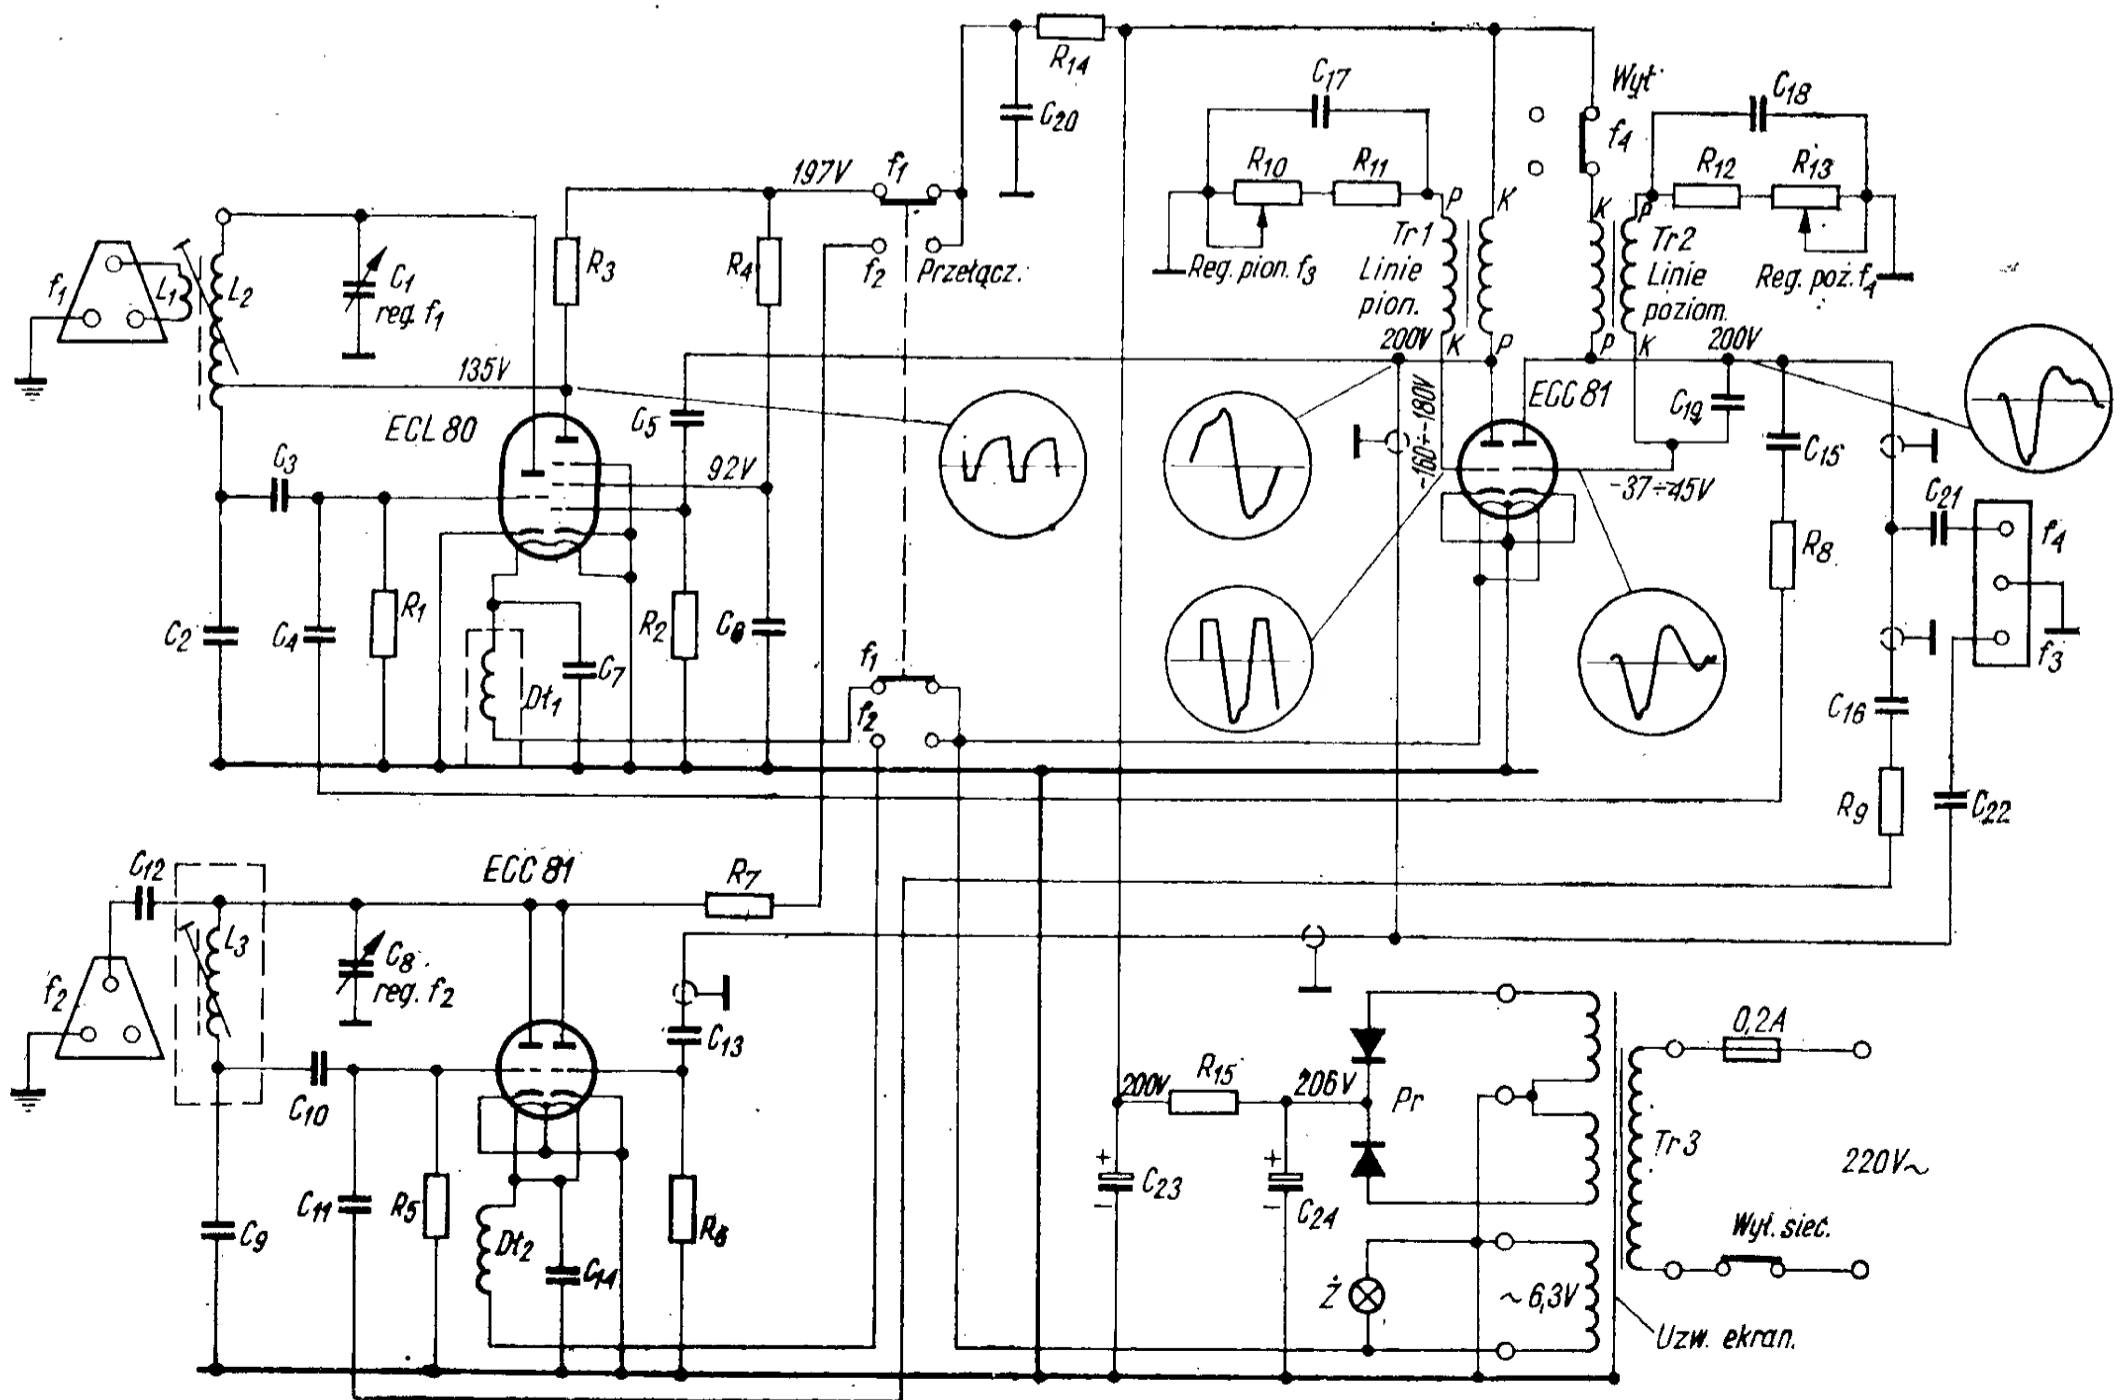 R14
C17
Wył.
f4
C18
C20
R10
R11
R12
R13
197V
f1
f2
Przełącz.
R3
R4
P
K
K
P
Tr1
Linie
pion.
Tr2
Linie
poziom.
Reg. pion. f3
Reg. poż. f4
f1
L1
L2
C1
reg. f1
135V
200V
K
P
P
K
200V
ECL 80
C5
92V
-160÷-180V
ECC 81
C19
C15
-37÷45V
C3
C21
f4
f3
R8
C2
C4
R1
R2
C6
C7
Dt1
f1
f2
C16
R9
C22
C12
ECC 81
R7
L3
f2
C8
reg. f2
C13
C10
0,2A
200V
R15
206V
Pr
Tr3
220V~
C23
+
-
C24
+
-
C9
C11
R5
Dt2
C14
R6
Wył. siec.
Ż
~6,3V
Uzw. ekran.